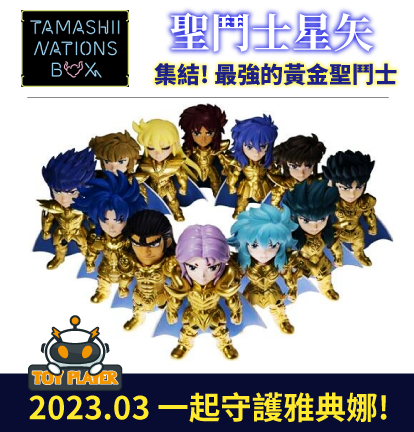 TAMASHII
NATIONS
BOX
聖鬥士星矢
集結! 最強的黃金聖鬥士
TOY PLAYER
2023.03 一起守護雅典娜!